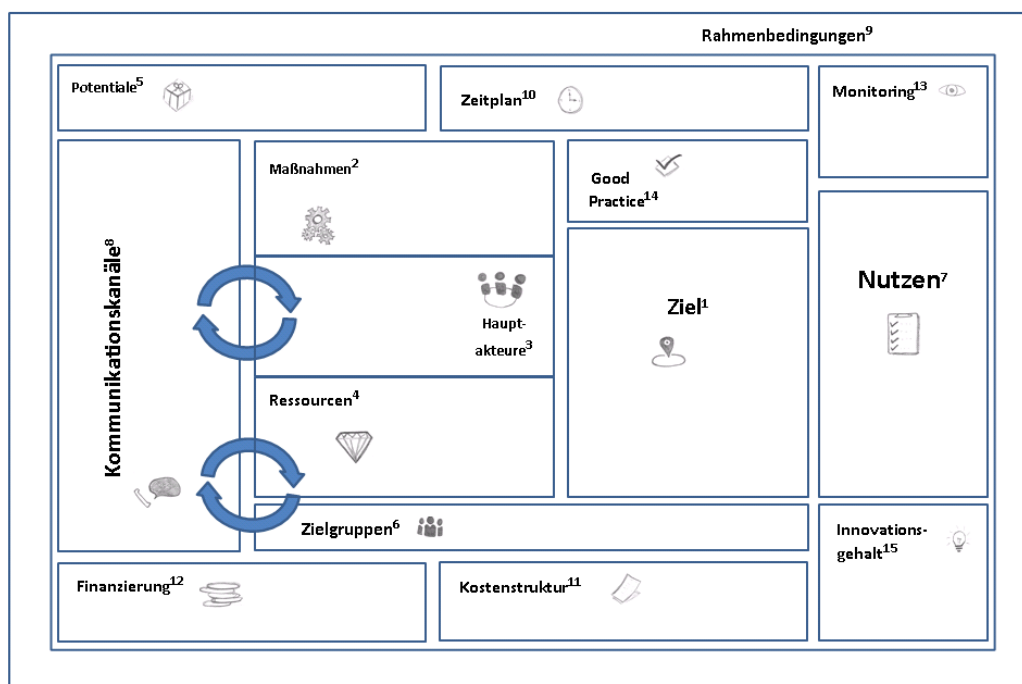 Rahmenbedingungen⁹
Potentiale⁵
Zeitplan¹⁰
Monitoring¹³
Maßnahmen²
Good
Practice¹⁴
Kommunikationskanäle⁸
Haupt-
akteure³
Ziel¹
Nutzen⁷
Ressourcen⁴
Zielgruppen⁶
Innovations-
gehalt¹⁵
Finanzierung¹²
Kostenstruktur¹¹